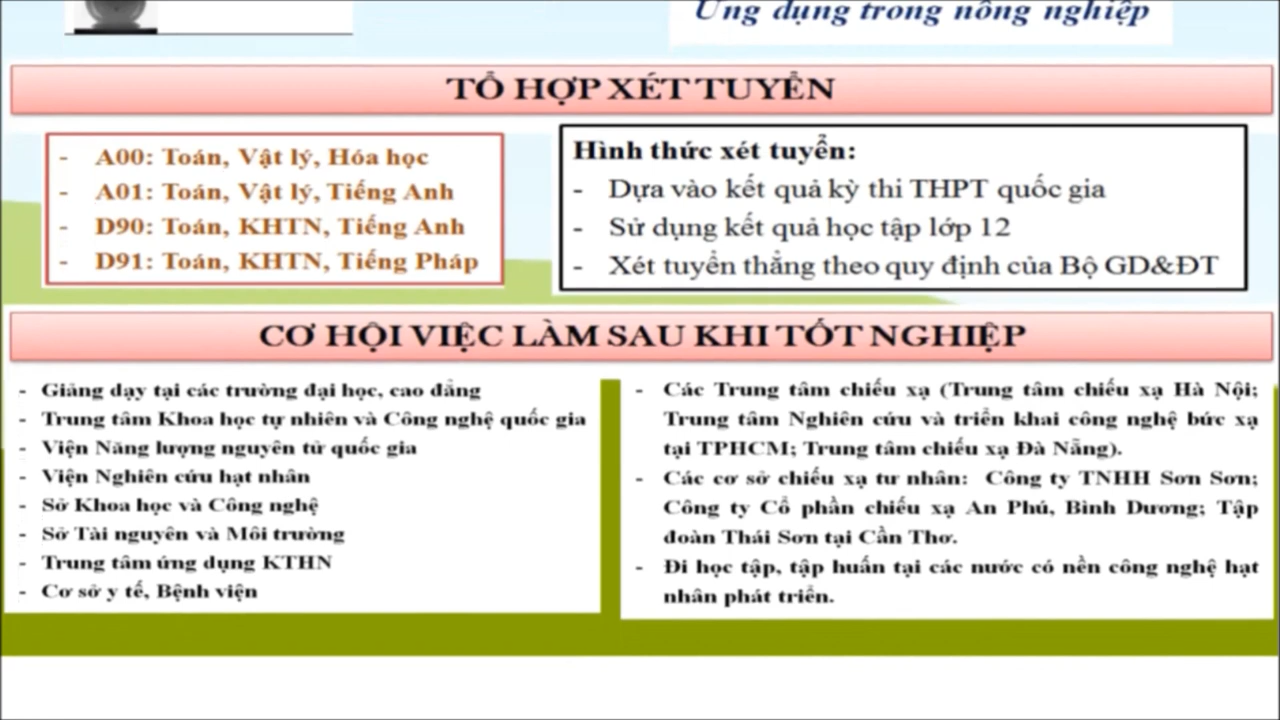 Ứng dụng trong nông nghiệp
TỔ HỢP XÉT TUYỂN
- A00: Toán, Vật lý, Hóa học
- A01: Toán, Vật lý, Tiếng Anh
- D90: Toán, KHTN, Tiếng Anh
- D91: Toán, KHTN, Tiếng Pháp
Hình thức xét tuyển:
- Dựa vào kết quả kỳ thi THPT quốc gia
- Sử dụng kết quả học tập lớp 12
- Xét tuyển thẳng theo quy định của Bộ GD&ĐT
CƠ HỘI VIỆC LÀM SAU KHI TỐT NGHIỆP
- Giảng dạy tại các trường đại học, cao đẳng
- Trung tâm Khoa học tự nhiên và Công nghệ quốc gia
- Viện Năng lượng nguyên tử quốc gia
- Viện Nghiên cứu hạt nhân
- Sở Khoa học và Công nghệ
- Sở Tài nguyên và Môi trường
- Trung tâm ứng dụng KTHN
- Cơ sở y tế, Bệnh viện
- Các Trung tâm chiếu xạ (Trung tâm chiếu xạ Hà Nội;
Trung tâm Nghiên cứu và triển khai công nghệ bức xạ
tại TPHCM; Trung tâm chiếu xạ Đà Nẵng).
- Các cơ sở chiếu xạ tư nhân: Công ty TNHH Sơn Sơn;
Công ty Cổ phần chiếu xạ An Phú, Bình Dương; Tập
đoàn Thái Sơn tại Cần Thơ.
- Đi học tập, tập huấn tại các nước có nền công nghệ hạt
nhân phát triển.